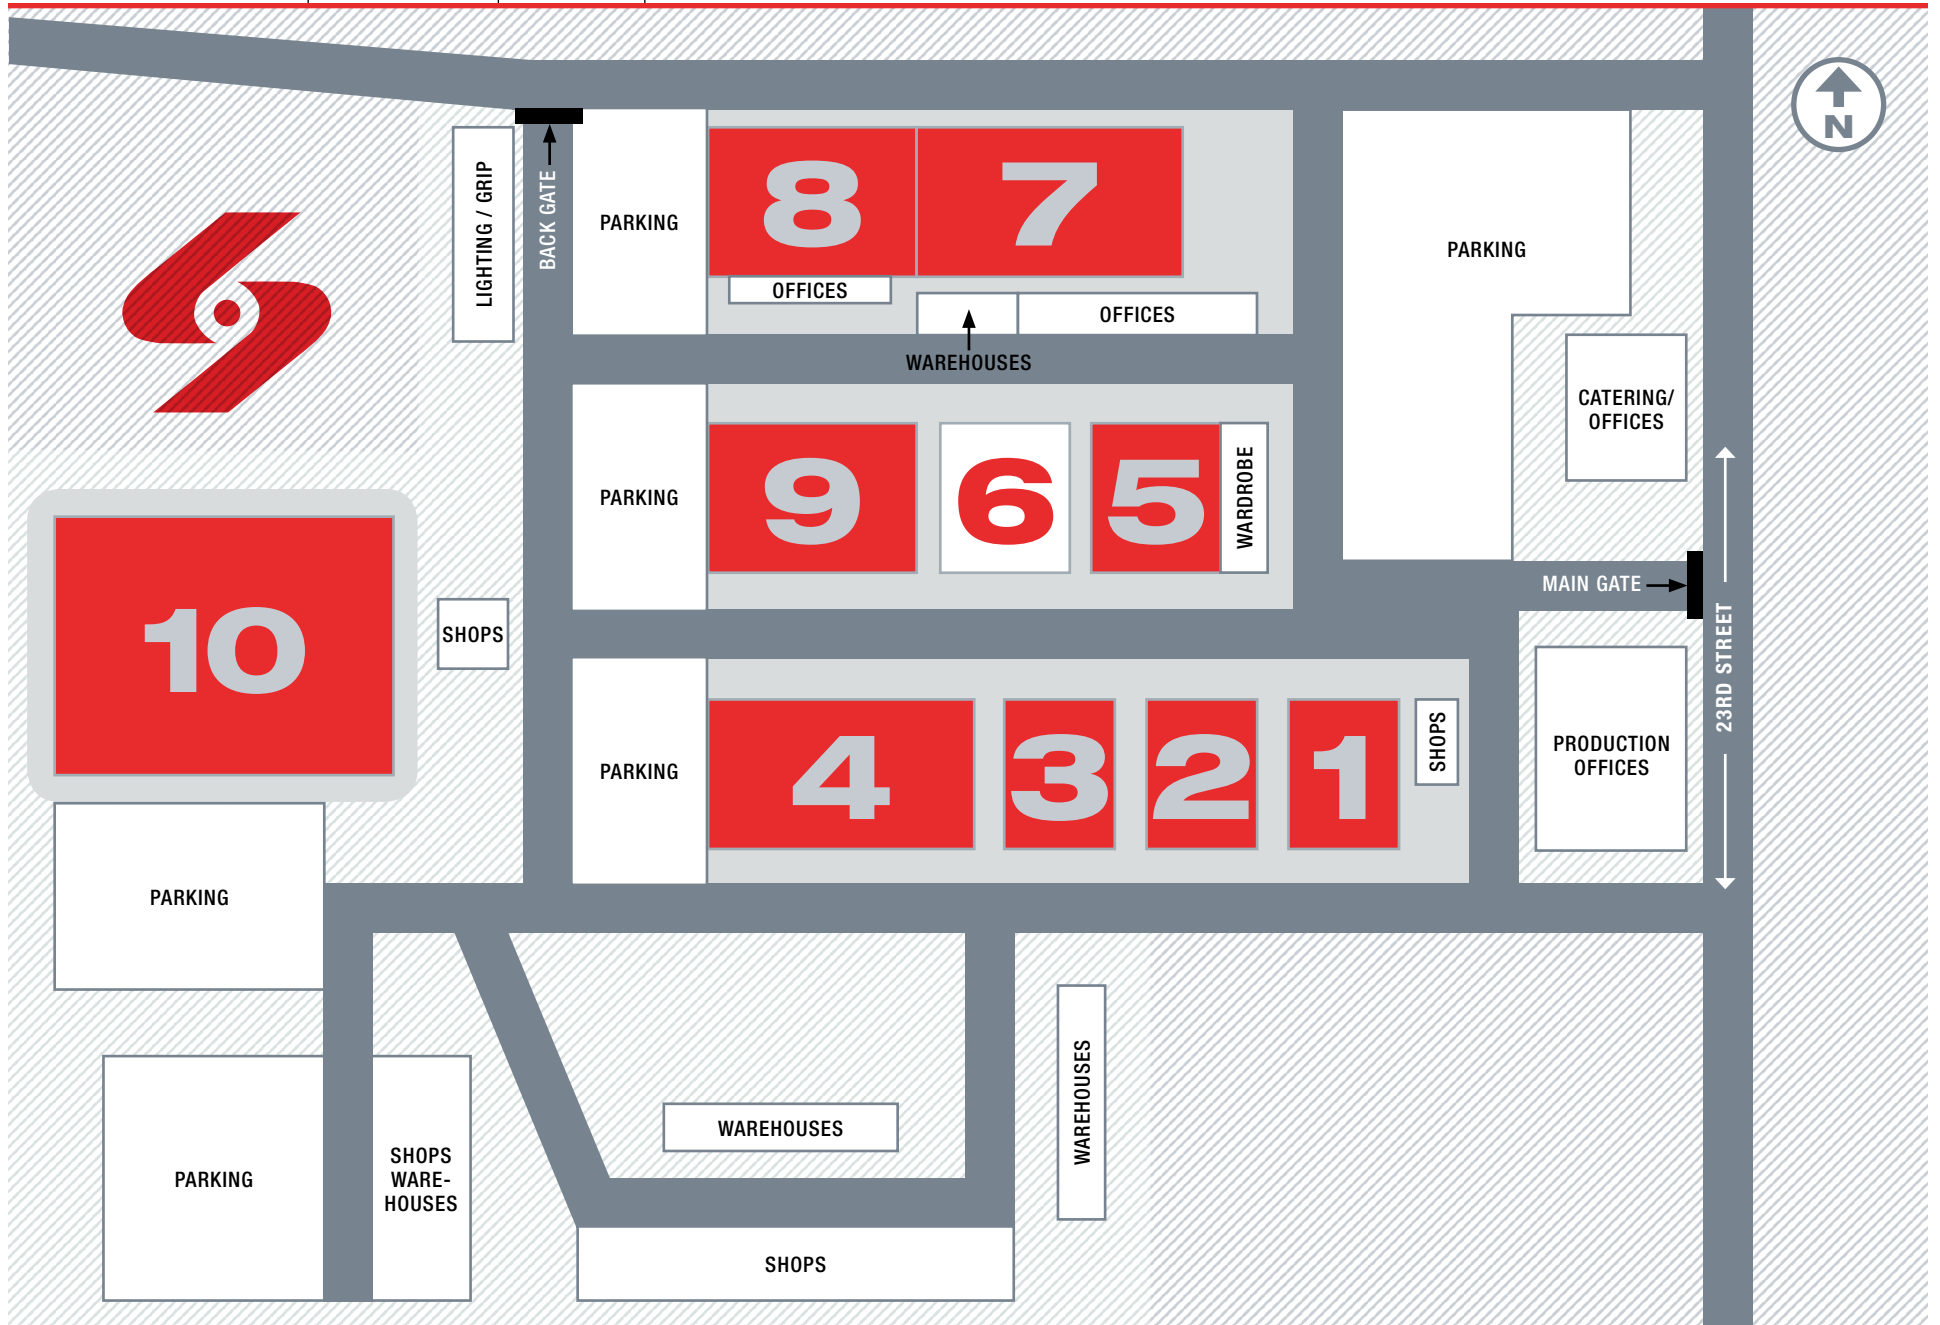 N
LIGHTING / GRIP
BACK GATE
PARKING
8
7
OFFICES
OFFICES
WAREHOUSES
PARKING
CATERING/
OFFICES
PARKING
9
6
5
WARDROBE
MAIN GATE
23RD STREET
10
SHOPS
PARKING
4
3
2
1
SHOPS
PRODUCTION
OFFICES
PARKING
PARKING
SHOPS
WARE-
HOUSES
WAREHOUSES
WAREHOUSES
SHOPS